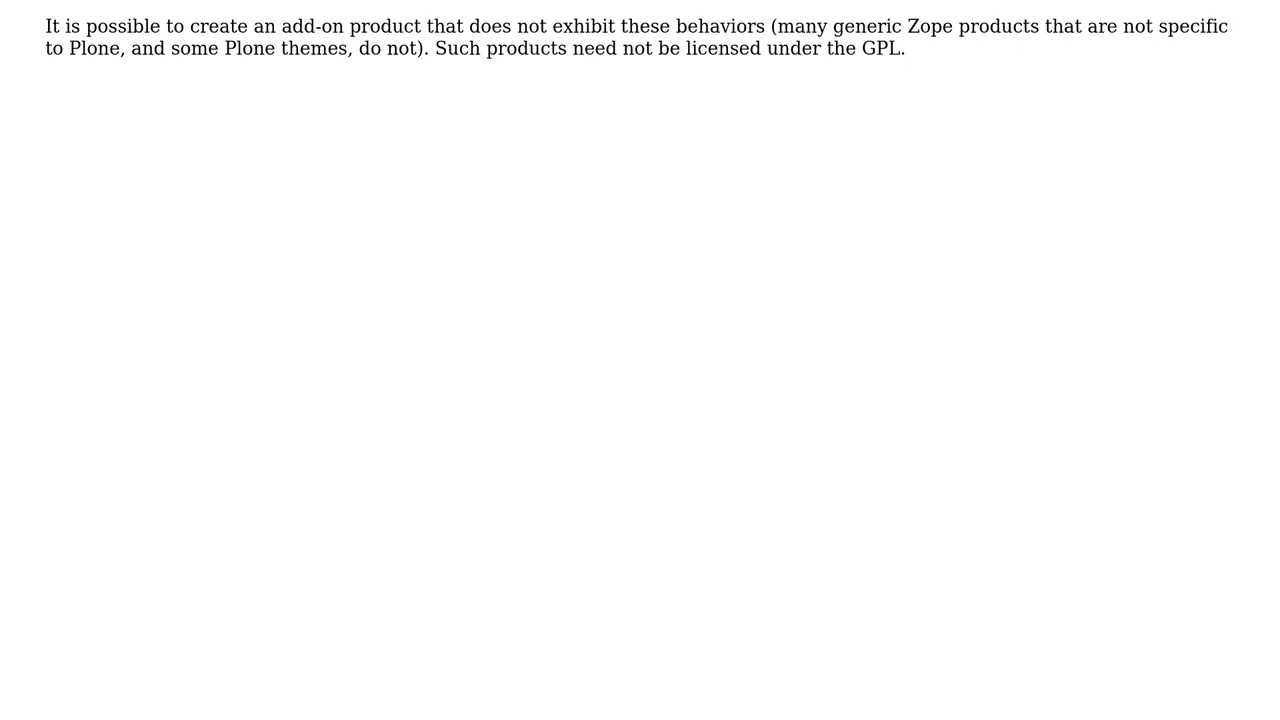 It is possible to create an add-on product that does not exhibit these behaviors (many generic Zope products that are not specific
to Plone, and some Plone themes, do not). Such products need not be licensed under the GPL.